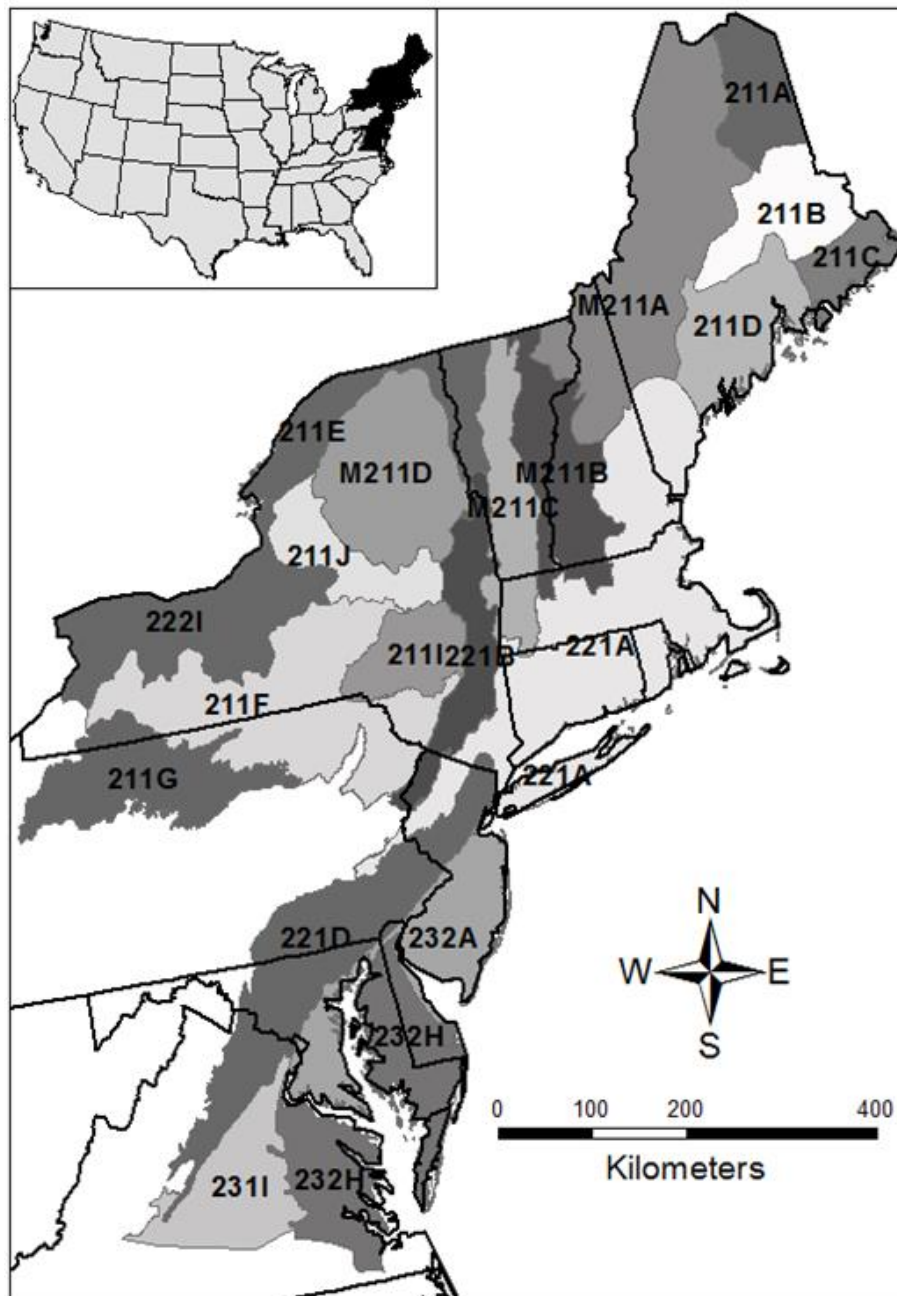 211A
211B
211C
M211A
211D
211E
M211D
M211B
M211C
211J
222I
211I
221B
221A
211F
211G
221A
221D
232A
N
W
E
S
232H
0
100
200
400
Kilometers
231I
232H